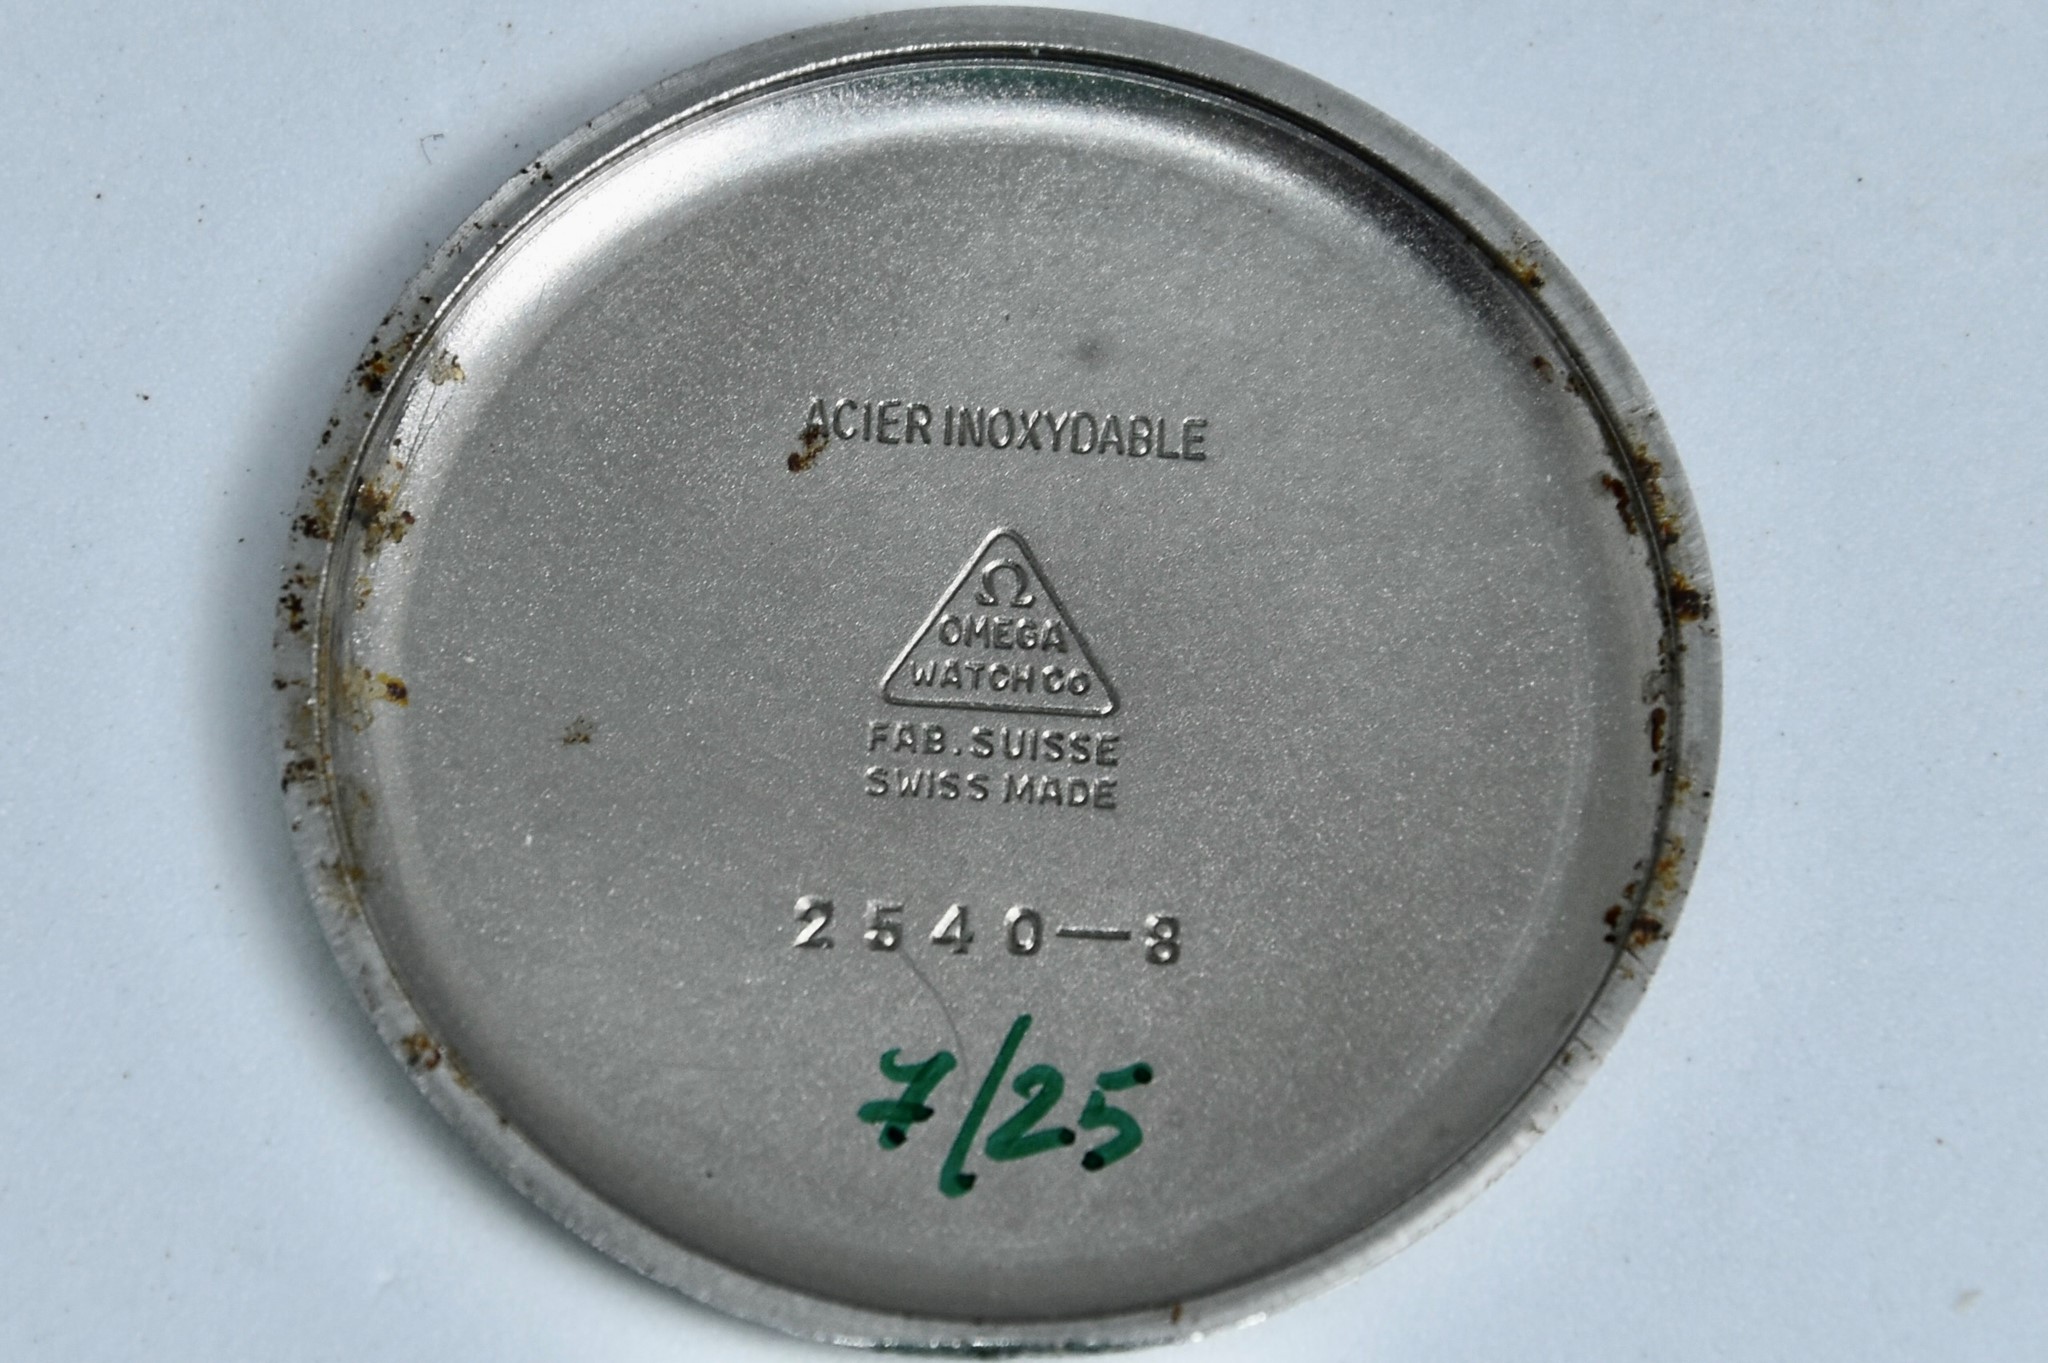 ACIER INOXYDABLE
Ω
OMEGA
WATCH CO
FAB. SUISSE
SWISS MADE
2540-8
7/25